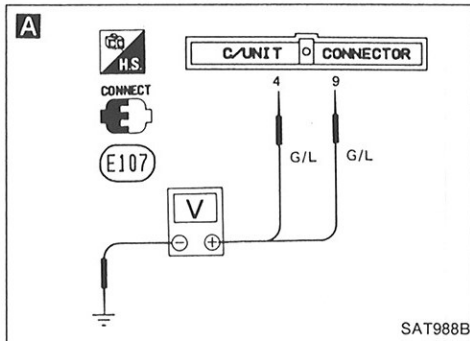 A
H.S.
C/UNIT CONNECTOR
CONNECT
4 9
E107
G/L G/L
V
− +
SAT988B